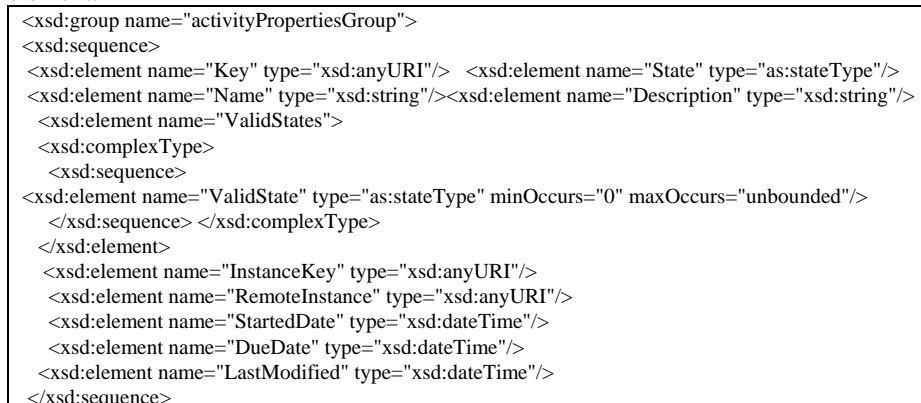 <xsd:group name="activityPropertiesGroup">
<xsd:sequence>
<xsd:element name="Key" type="xsd:anyURI"/> <xsd:element name="State" type="as:stateType"/>
<xsd:element name="Name" type="xsd:string"/><xsd:element name="Description" type="xsd:string"/>
<xsd:element name="ValidStates">
<xsd:complexType>
<xsd:sequence>
<xsd:element name="ValidState" type="as:stateType" minOccurs="0" maxOccurs="unbounded"/>
</xsd:sequence> </xsd:complexType>
</xsd:element>
<xsd:element name="InstanceKey" type="xsd:anyURI"/>
<xsd:element name="RemoteInstance" type="xsd:anyURI"/>
<xsd:element name="StartedDate" type="xsd:dateTime"/>
<xsd:element name="DueDate" type="xsd:dateTime"/>
<xsd:element name="LastModified" type="xsd:dateTime"/>
</xsd:sequence>